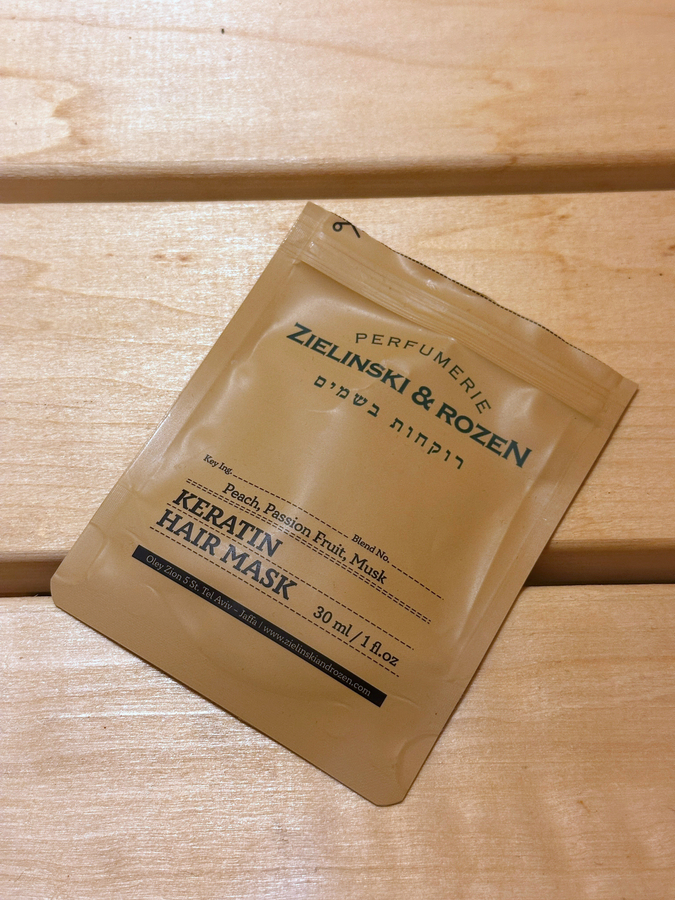 PERFUMERIE
ZIELINSKI & ROZEN
רוקחות בשמים
Key Ing.
Peach, Passion Fruit, Musk
Blend No.
KERATIN
HAIR MASK
30 ml / 1 fl.oz
Oley Zion 5 St. Tel Aviv - Jaffa | www.zielinskiandrozen.com